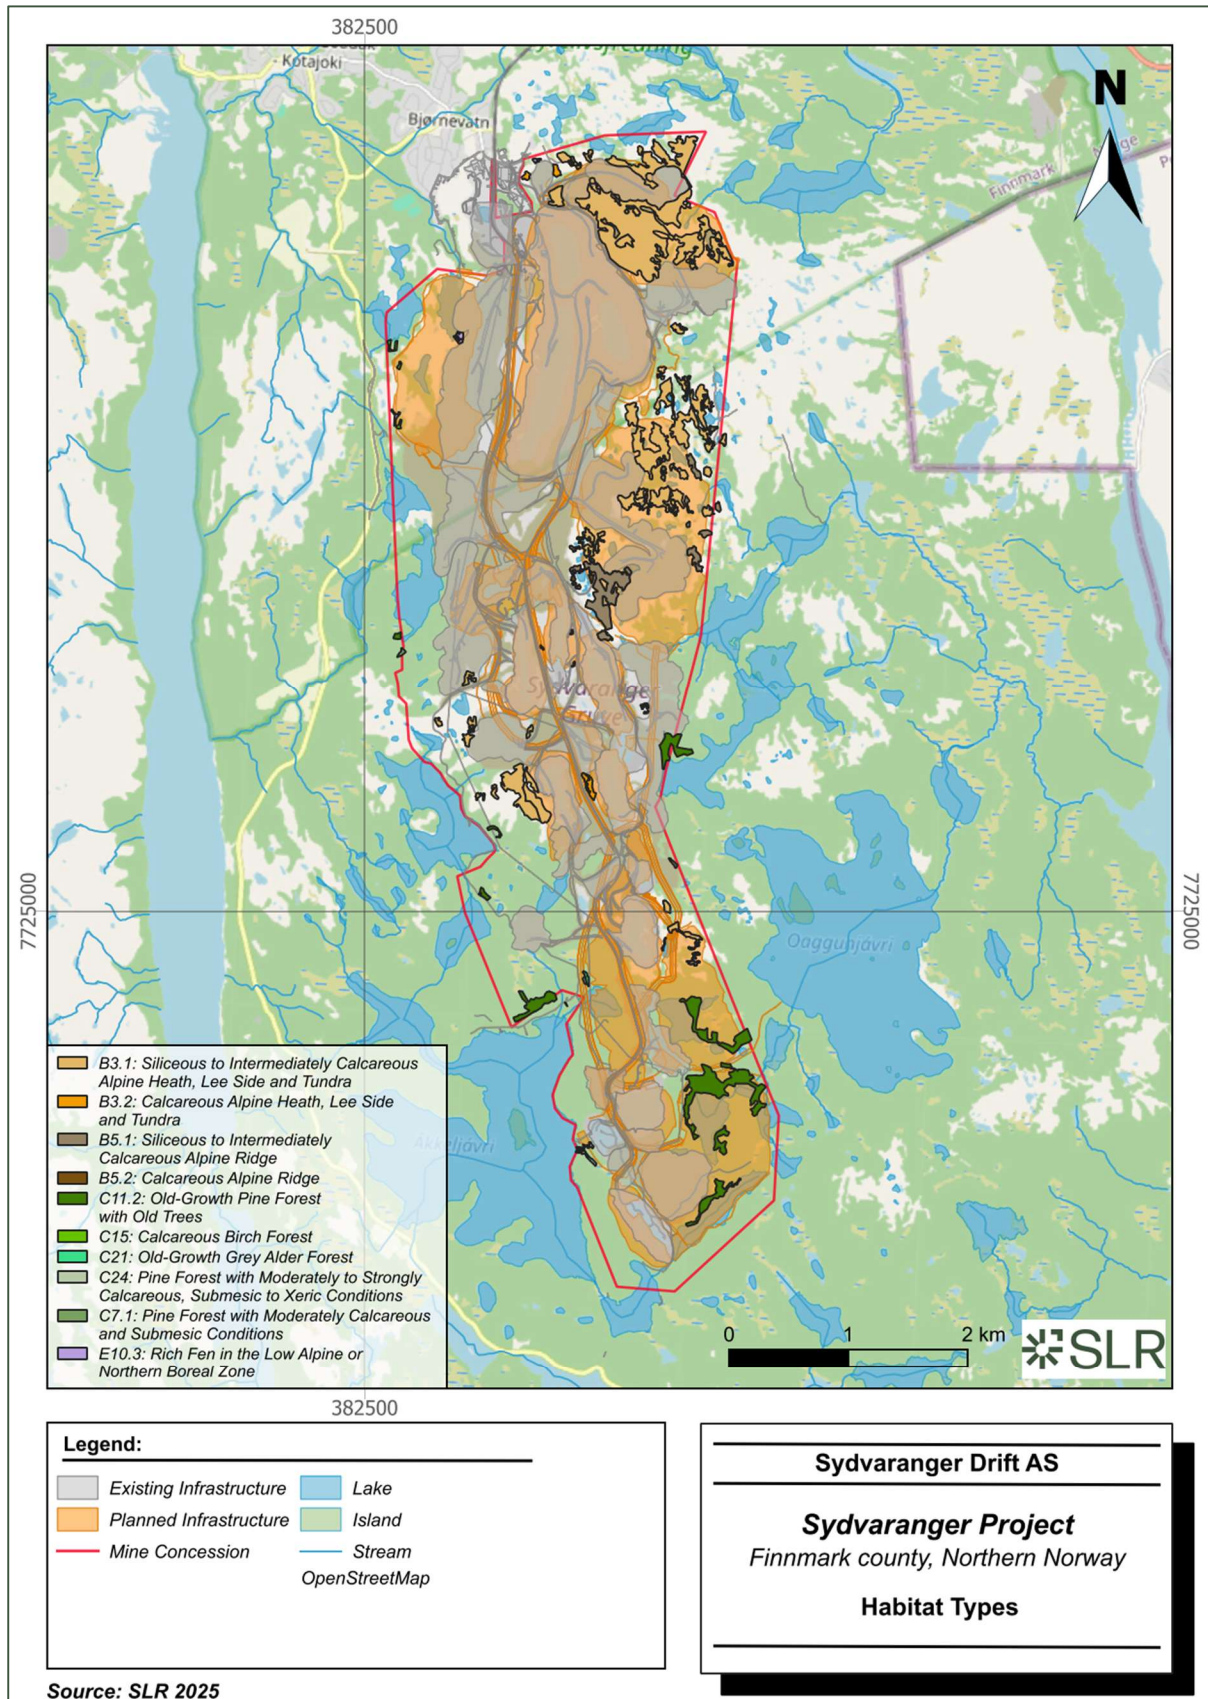 382500
Kotajoki
Bjørnevatn
N
Finnmark
Sydvaranger
Gruve
7725000
7725000
Oaggunjávri
Akkeljávri
B3.1: Siliceous to Intermediately Calcareous
Alpine Heath, Lee Side and Tundra
B3.2: Calcareous Alpine Heath, Lee Side
and Tundra
B5.1: Siliceous to Intermediately
Calcareous Alpine Ridge
B5.2: Calcareous Alpine Ridge
C11.2: Old-Growth Pine Forest
with Old Trees
C15: Calcareous Birch Forest
C21: Old-Growth Grey Alder Forest
C24: Pine Forest with Moderately to Strongly
Calcareous, Submesic to Xeric Conditions
C7.1: Pine Forest with Moderately Calcareous
and Submesic Conditions
E10.3: Rich Fen in the Low Alpine or
Northern Boreal Zone
0 1 2 km
SLR
382500
Legend:
Existing Infrastructure
Planned Infrastructure
Mine Concession
Lake
Island
Stream
OpenStreetMap
Sydvaranger Drift AS
Sydvaranger Project
Finnmark county, Northern Norway
Habitat Types
Source: SLR 2025